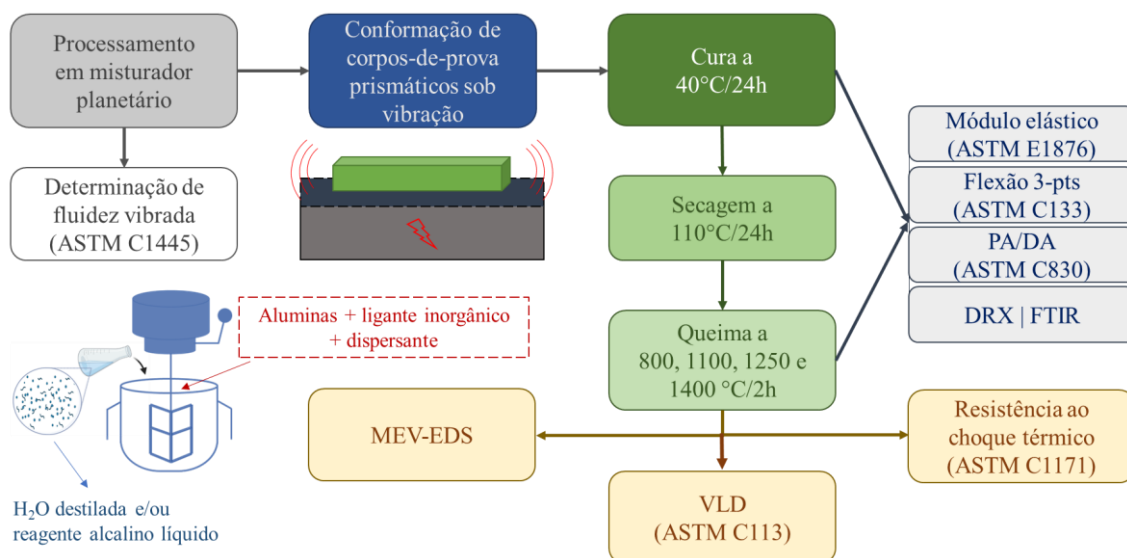 Processamento
em misturador
planetário
Conformação de
corpos-de-prova
prismáticos sob
vibração
Cura a
40°C/24h
Determinação de
fluidez vibrada
(ASTM C1445)
Secagem a
110°C/24h
Módulo elástico
(ASTM E1876)
Flexão 3-pts
(ASTM C133)
PA/DA
(ASTM C830)
DRX | FTIR
Aluminas + ligante inorgânico
+ dispersante
Queima a
800, 1100, 1250 e
1400 °C/2h
MEV-EDS
Resistência ao
choque térmico
(ASTM C1171)
VLD
(ASTM C113)
H₂O destilada e/ou
reagente alcalino líquido